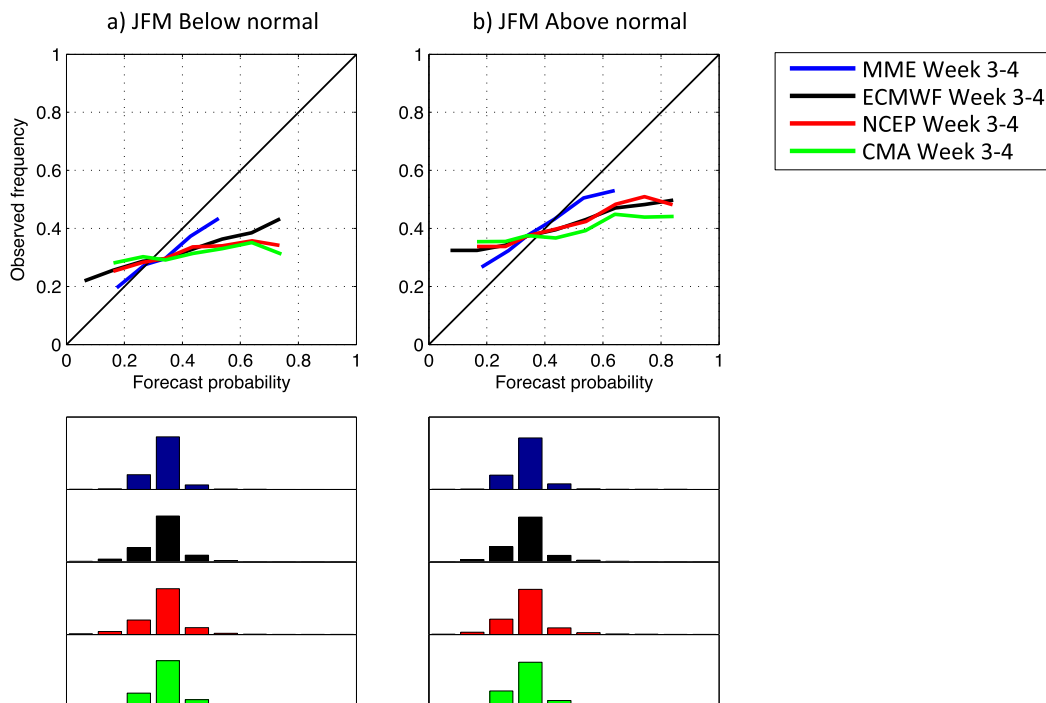 a) JFM Below normal
b) JFM Above normal
1
0.8
0.6
0.4
0.2
0
Observed frequency
0 0.2 0.4 0.6 0.8 1
Forecast probability
1
0.8
0.6
0.4
0.2
0
0 0.2 0.4 0.6 0.8 1
Forecast probability
MME Week 3-4
ECMWF Week 3-4
NCEP Week 3-4
CMA Week 3-4